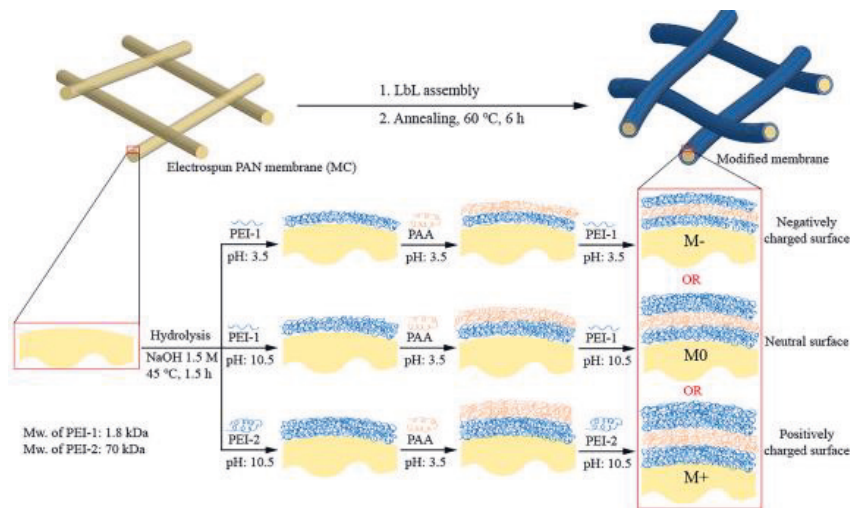 1. LbL assembly
2. Annealing, 60 °C, 6 h
Electrospun PAN membrane (MC)
Modified membrane
PEI-1
pH: 3.5
PAA
pH: 3.5
PEI-1
pH: 3.5
M-
Negatively
charged surface
OR
Hydrolysis
NaOH 1.5 M
45 °C, 1.5 h
PEI-1
pH: 10.5
PAA
pH: 3.5
PEI-1
pH: 10.5
M0
Neutral surface
OR
Mw. of PEI-1: 1.8 kDa
Mw. of PEI-2: 70 kDa
PEI-2
pH: 10.5
PAA
pH: 3.5
PEI-2
pH: 10.5
M+
Positively
charged surface